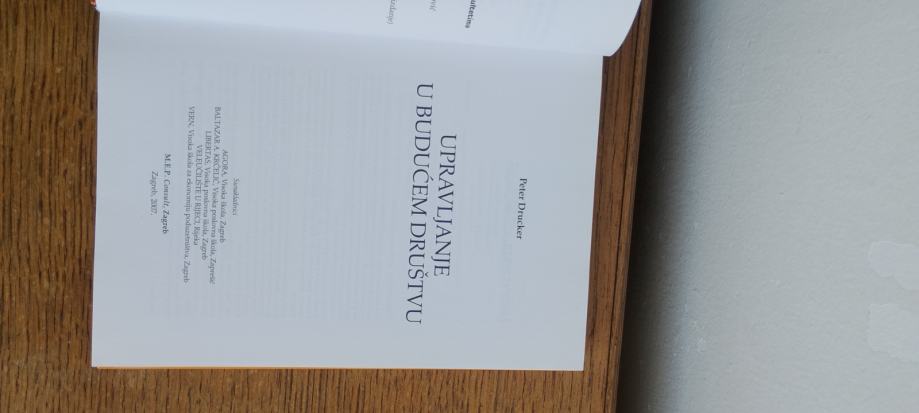 Peter Drucker
UPRAVLJANJE
U BUDUĆEM DRUŠTVU
Sunakladnici
AGORA, Visoka škola, Zagreb
BALTAZAR A. KRČELIĆ, Visoka poslovna škola, Zaprešić
LIBERTAS, Visoka poslovna škola, Zagreb
VELEUČILIŠTE U RIJECI, Rijeka
VERN, Visoka škola za ekonomiju poduzetništva, Zagreb
M.E.P. Consult, Zagreb
Zagreb, 2007.